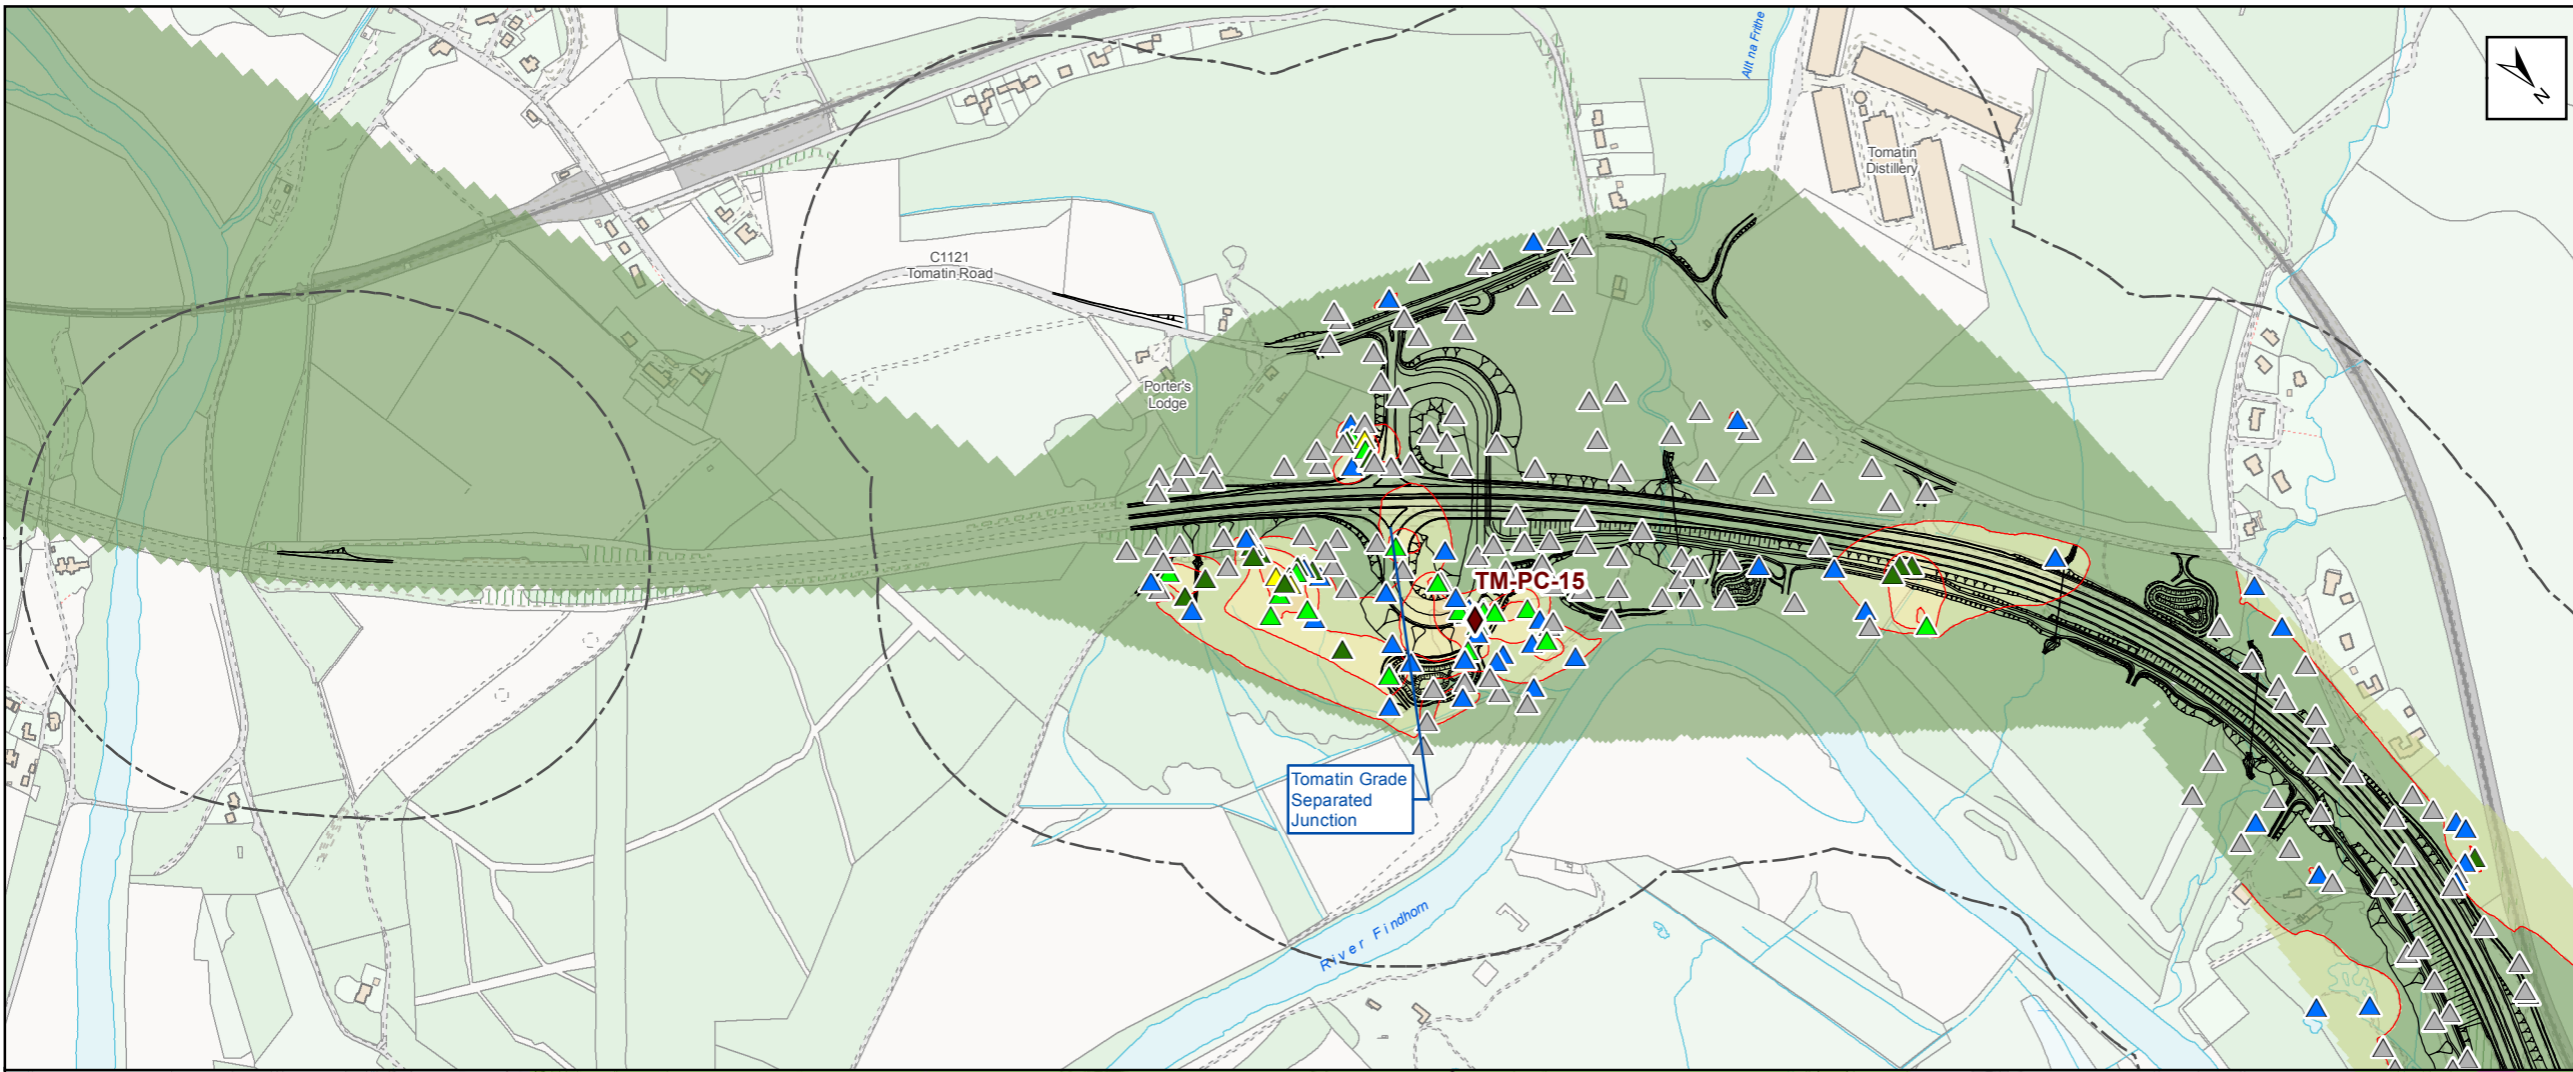 Allt na Frithe
N
Tomatin
Distillery
C1121
Tomatin Road
Porter's
Lodge
TM-PC-15
Tomatin Grade
Separated
Junction
River Findhorn